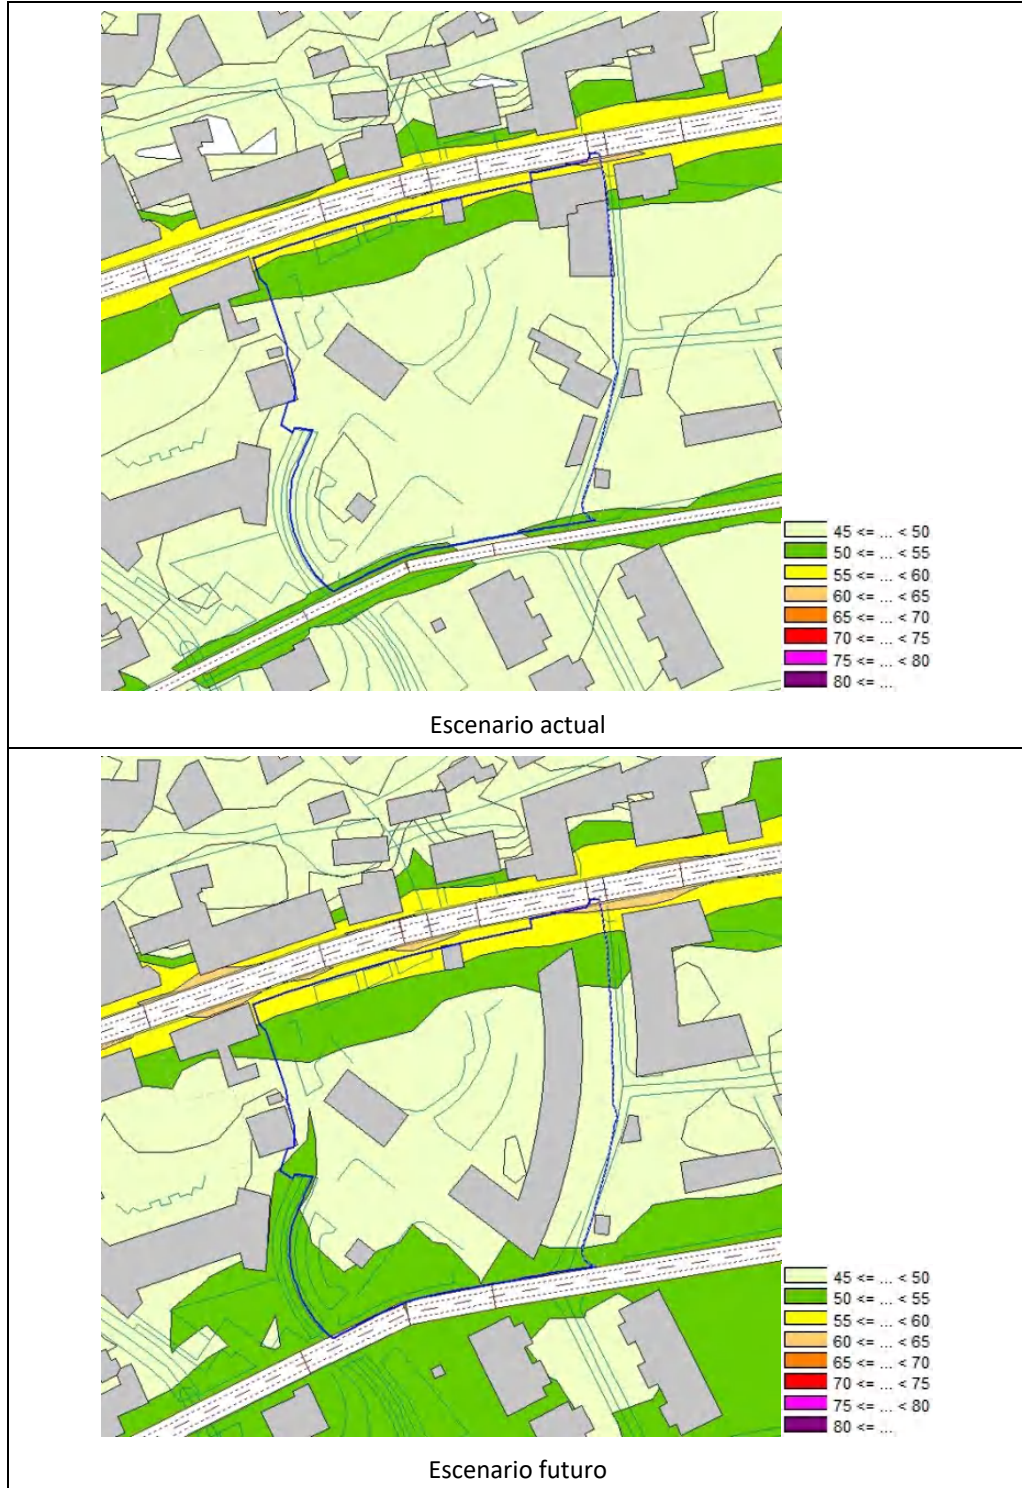 45 <= ... < 50
50 <= ... < 55
55 <= ... < 60
60 <= ... < 65
65 <= ... < 70
70 <= ... < 75
75 <= ... < 80
80 <= ...
Escenario actual
45 <= ... < 50
50 <= ... < 55
55 <= ... < 60
60 <= ... < 65
65 <= ... < 70
70 <= ... < 75
75 <= ... < 80
80 <= ...
Escenario futuro